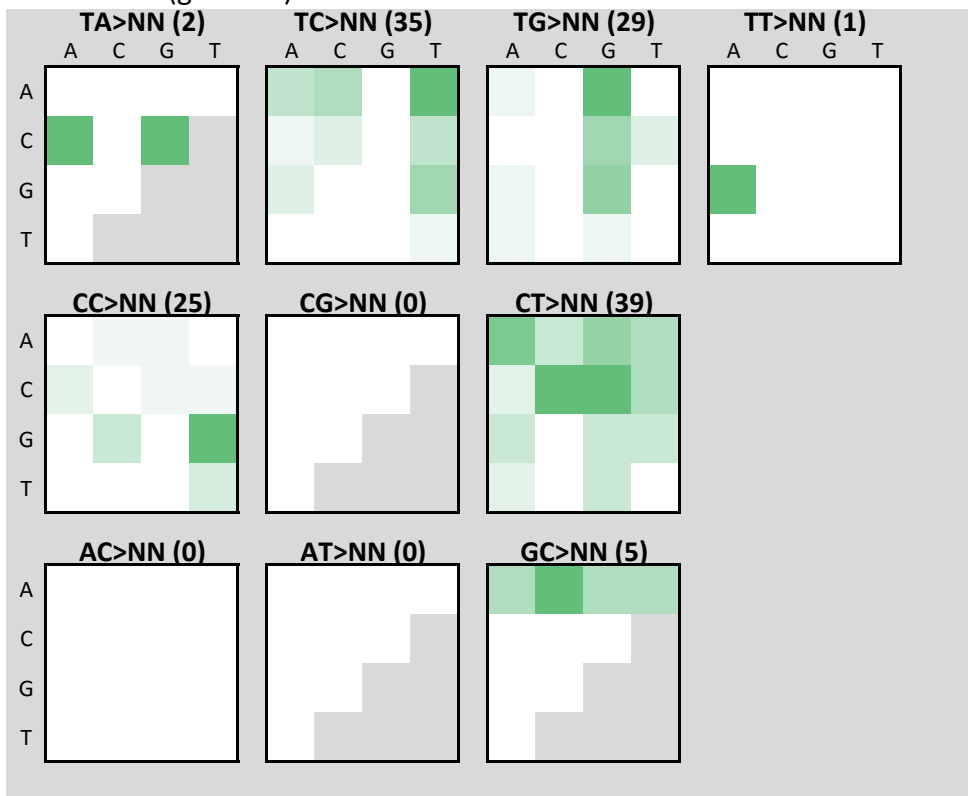 TA>NN (2) TC>NN (35) TG>NN (29) TT>NN (1)
A C G T A C G T A C G T A C G T
A
C
G
T
CC>NN (25) CG>NN (0) CT>NN (39)
A
C
G
T
AC>NN (0) AT>NN (0) GC>NN (5)
A
C
G
T